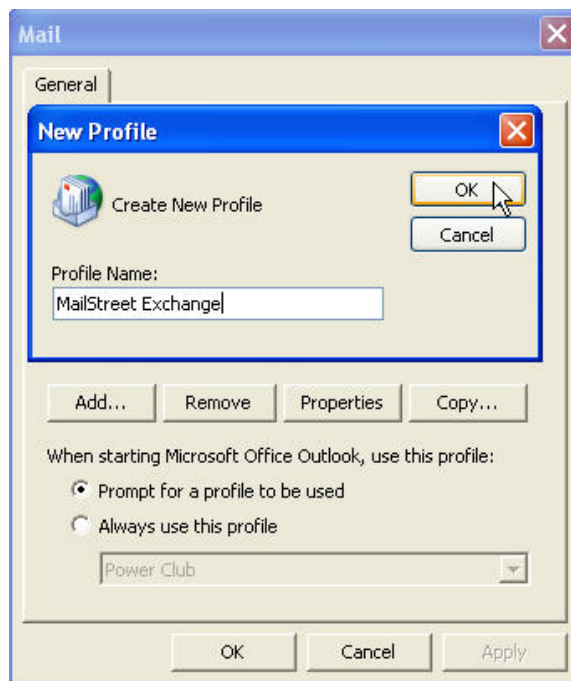 Mail
General
New Profile
Create New Profile
OK
Cancel
Profile Name:
MailStreet Exchange
Add... Remove Properties Copy...
When starting Microsoft Office Outlook, use this profile:
Prompt for a profile to be used
Always use this profile
Power Club
OK Cancel Apply